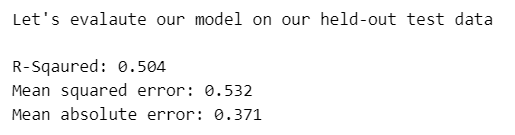 Let's evalaute our model on our held-out test data
R-Sqaured: 0.504
Mean squared error: 0.532
Mean absolute error: 0.371